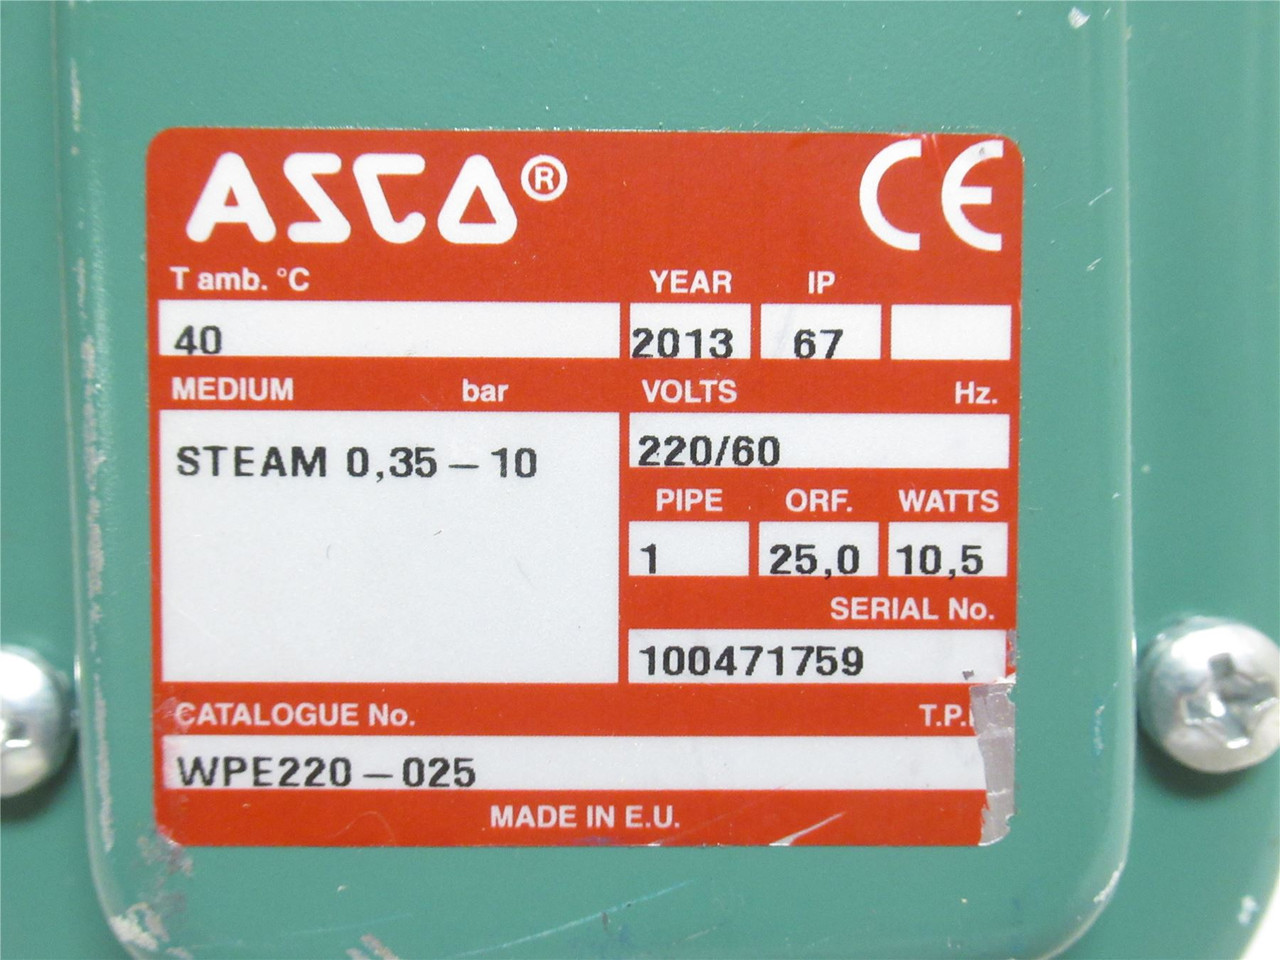 ASCO® CE
T amb. °C YEAR IP
40 2013 67
MEDIUM bar VOLTS Hz.
STEAM 0,35 – 10 220/60
PIPE ORF. WATTS
1 25,0 10,5
SERIAL No.
100471759
CATALOGUE No.
WPE220 – 025
MADE IN E.U.